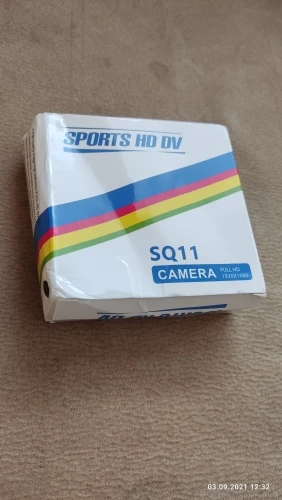 SPORTS HD DV
SQ11
CAMERA
FULL HD
1920X1080
03.09.2021 12:32